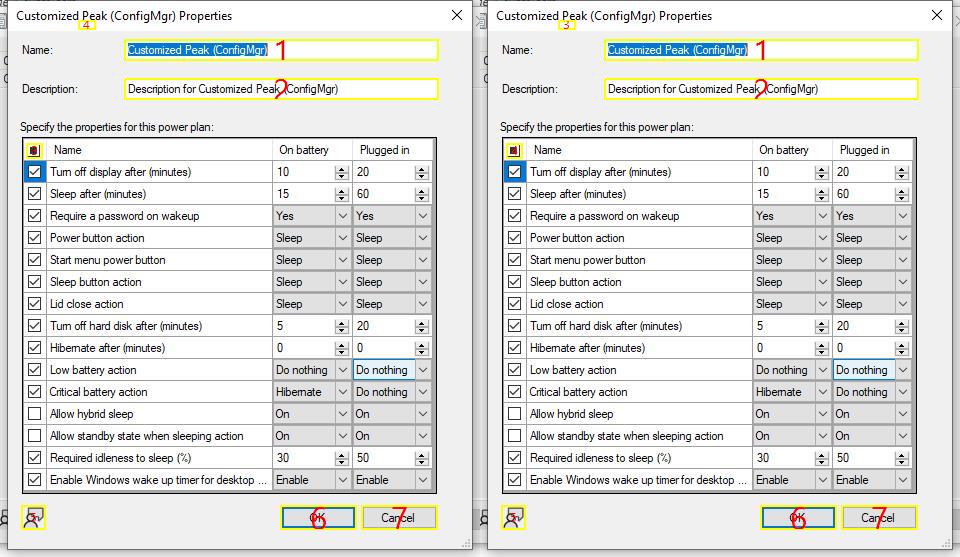 Customized Peak (ConfigMgr) Properties
4
Name: Customized Peak (ConfigMgr) 1
Description: Description for Customized Peak (ConfigMgr) 2
Specify the properties for this power plan:
Name On battery Plugged in
Turn off display after (minutes) 10 20
Sleep after (minutes) 15 60
Require a password on wakeup Yes Yes
Power button action Sleep Sleep
Start menu power button Sleep Sleep
Sleep button action Sleep Sleep
Lid close action Sleep Sleep
Turn off hard disk after (minutes) 5 20
Hibernate after (minutes) 0 0
Low battery action Do nothing Do nothing
Critical battery action Hibernate Do nothing
Allow hybrid sleep On On
Allow standby state when sleeping action On On
Required idleness to sleep (%) 30 50
Enable Windows wake up timer for desktop ... Enable Enable
OK 6 Cancel 7
Customized Peak (ConfigMgr) Properties
3
Name: Customized Peak (ConfigMgr) 1
Description: Description for Customized Peak (ConfigMgr) 2
Specify the properties for this power plan:
Name On battery Plugged in
Turn off display after (minutes) 10 20
Sleep after (minutes) 15 60
Require a password on wakeup Yes Yes
Power button action Sleep Sleep
Start menu power button Sleep Sleep
Sleep button action Sleep Sleep
Lid close action Sleep Sleep
Turn off hard disk after (minutes) 5 20
Hibernate after (minutes) 0 0
Low battery action Do nothing Do nothing
Critical battery action Hibernate Do nothing
Allow hybrid sleep On On
Allow standby state when sleeping action On On
Required idleness to sleep (%) 30 50
Enable Windows wake up timer for desktop ... Enable Enable
OK 6 Cancel 7